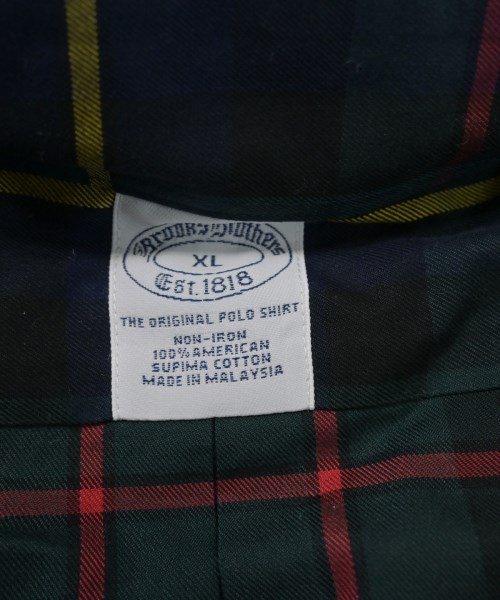 Brooks Brothers
XL
Est. 1818
THE ORIGINAL POLO SHIRT
NON-IRON
100% AMERICAN
SUPIMA COTTON
MADE IN MALAYSIA